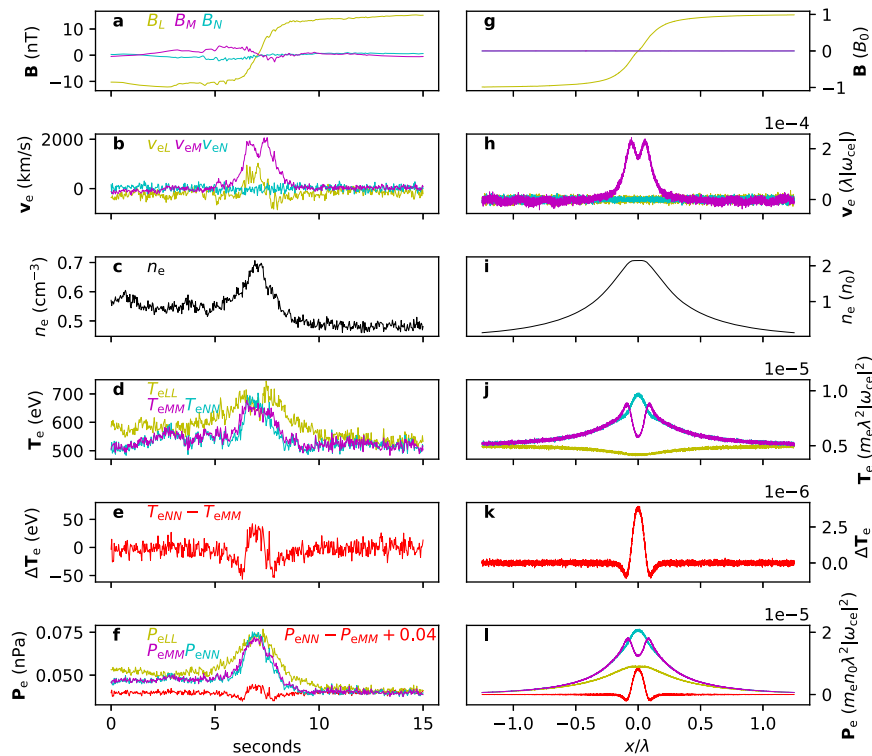 a B_L B_M B_N
10
0
−10
B (nT)
g
1
0
−1
B (B_0)
b v_eL v_eM v_eN
2000
0
v_e (km/s)
h
1e−4
2
0
v_e (λ|ω_ce|)
c n_e
0.7
0.6
0.5
n_e (cm^−3)
i
2
1
n_e (n_0)
d T_eLL
T_eMM T_eNN
700
600
500
T_e (eV)
j
1e−5
1.0
0.5
T_e (m_eλ^2|ω_ce|^2)
e T_eNN − T_eMM
50
0
−50
ΔT_e (eV)
k
1e−6
2.5
0.0
ΔT_e
f P_eLL P_eNN − P_eMM + 0.04
P_eMM P_eNN
0.075
0.050
P_e (nPa)
0 5 10 15
seconds
l
1e−5
2
0
P_e (m_en_0λ^2|ω_ce|^2)
−1.0 −0.5 0.0 0.5 1.0
x/λ